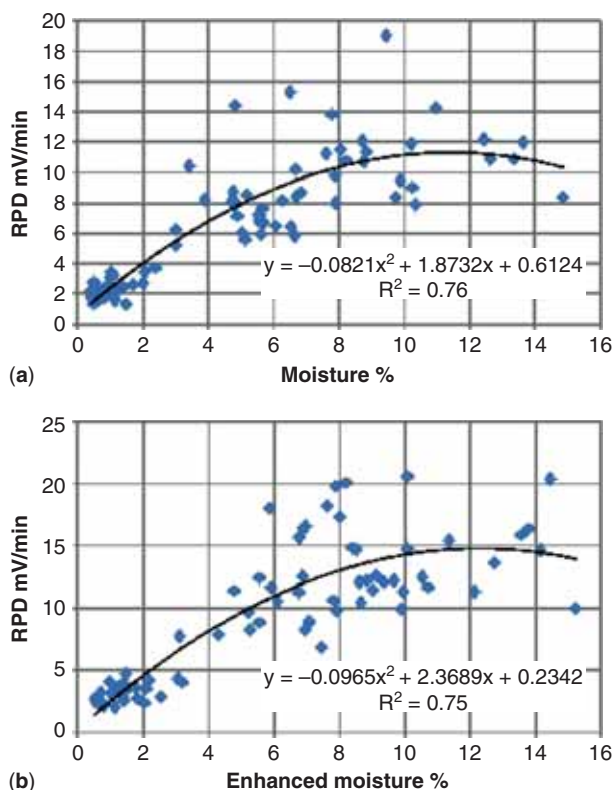 20
18
16
14
12
10
8
6
4
2
0
RPD mV/min
y = –0.0821x² + 1.8732x + 0.6124
R² = 0.76
0 2 4 6 8 10 12 14 16
(a) Moisture %
25
20
15
10
5
0
RPD mV/min
y = –0.0965x² + 2.3689x + 0.2342
R² = 0.75
0 2 4 6 8 10 12 14 16
(b) Enhanced moisture %